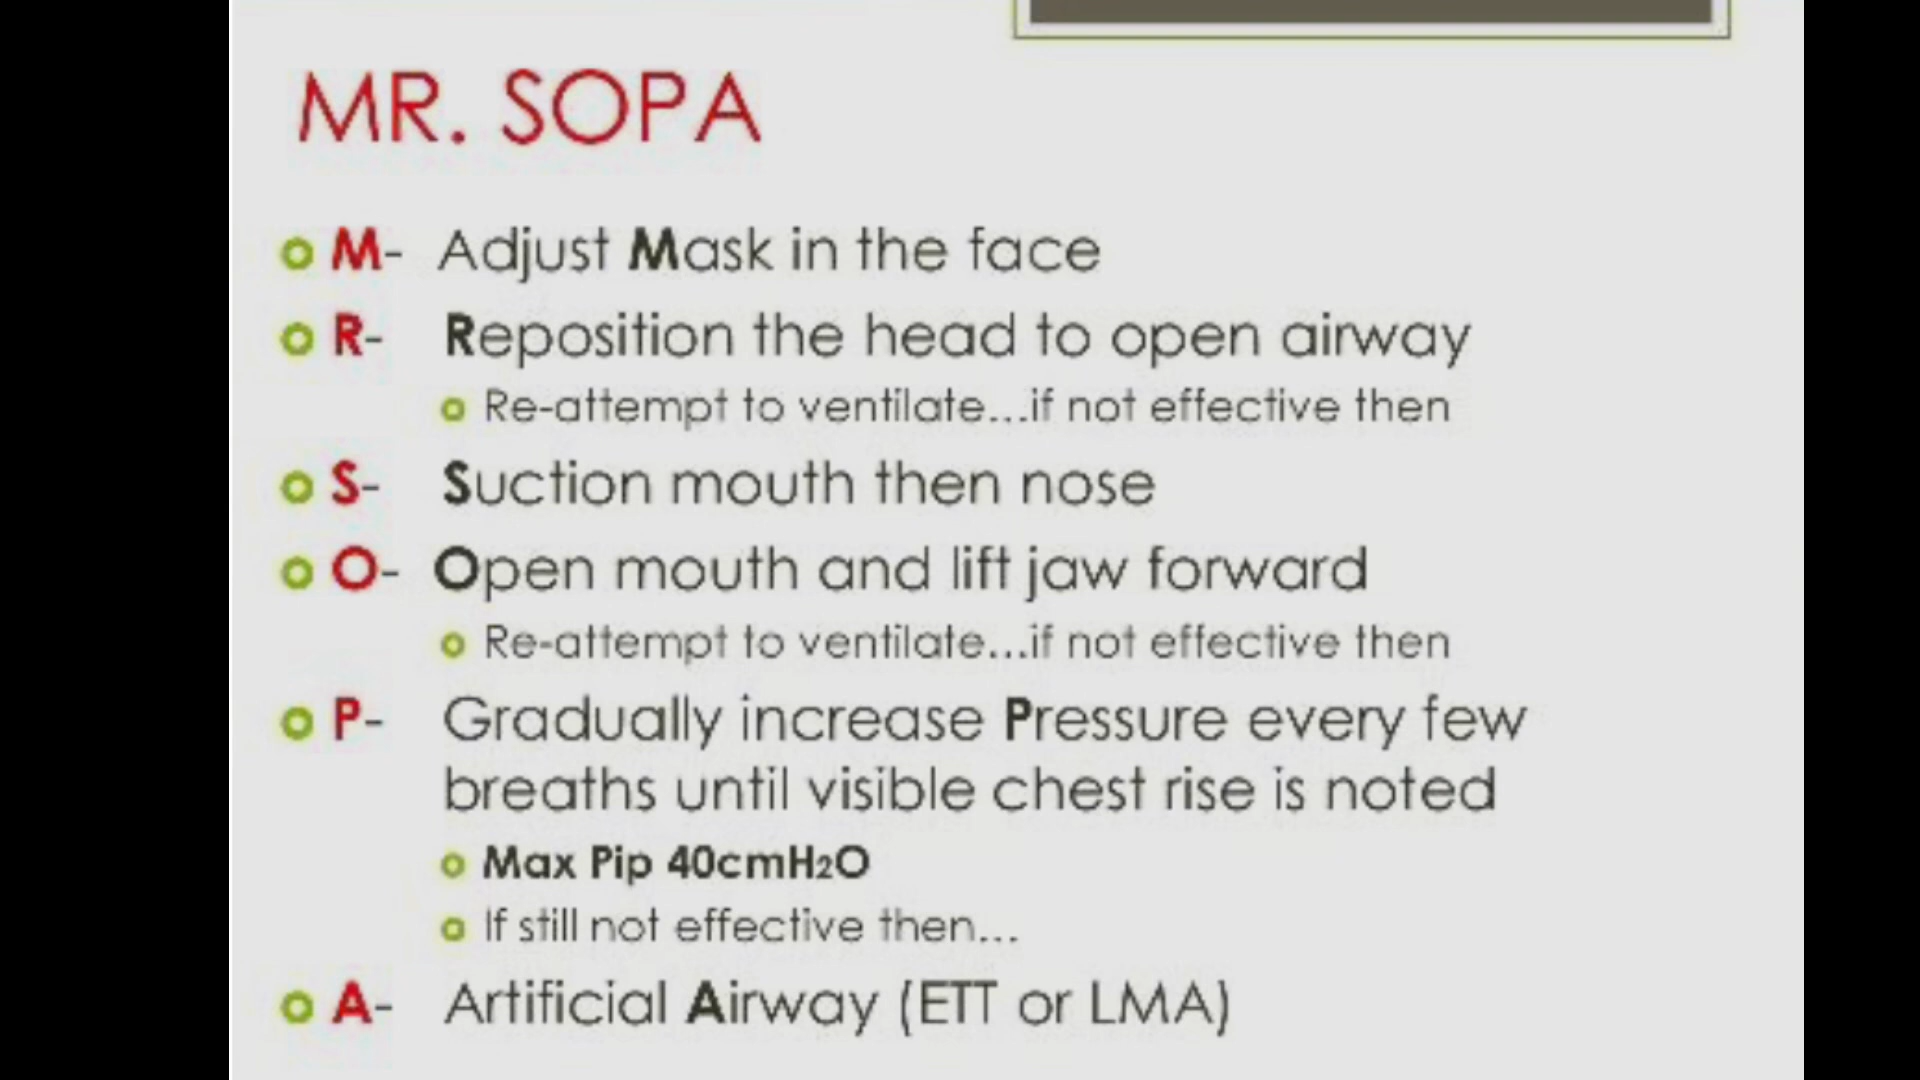 MR. SOPA
M- Adjust Mask in the face
R- Reposition the head to open airway
Re-attempt to ventilate...if not effective then
S- Suction mouth then nose
O- Open mouth and lift jaw forward
Re-attempt to ventilate...if not effective then
P- Gradually increase Pressure every few
breaths until visible chest rise is noted
Max Pip 40cmH₂O
If still not effective then...
A- Artificial Airway (ETT or LMA)